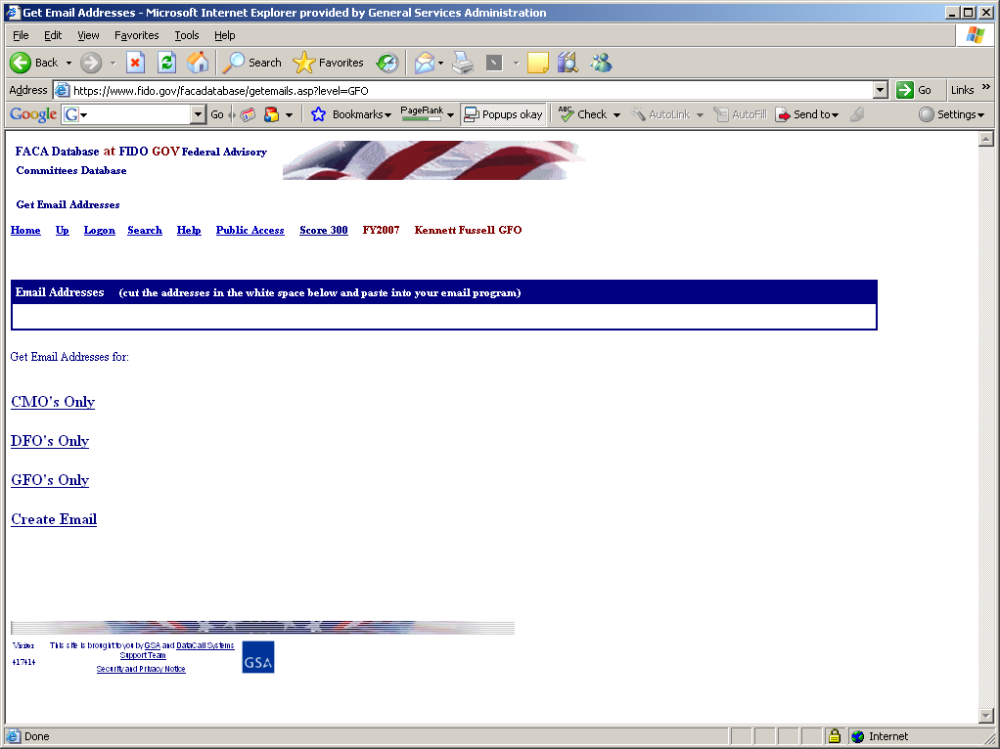 Get Email Addresses - Microsoft Internet Explorer provided by General Services Administration
File Edit View Favorites Tools Help
Back Search Favorites
Address https://www.fido.gov/facadatabase/getemails.asp?level=GFO Go Links »
Google G Go Bookmarks PageRank Popups okay ABC Check AutoLink AutoFill Send to Settings
FACA Database at FIDO GOV Federal Advisory
Committees Database
Get Email Addresses
Home Up Logon Search Help Public Access Score 300 FY2007 Kennett Fussell GFO
Email Addresses (cut the addresses in the white space below and paste into your email program)
Get Email Addresses for:
CMO's Only
DFO's Only
GFO's Only
Create Email
Visitor This site is brought to you by GSA and DataCall Systems
Support Team
417414
Security and Privacy Notice
GSA
Done Internet